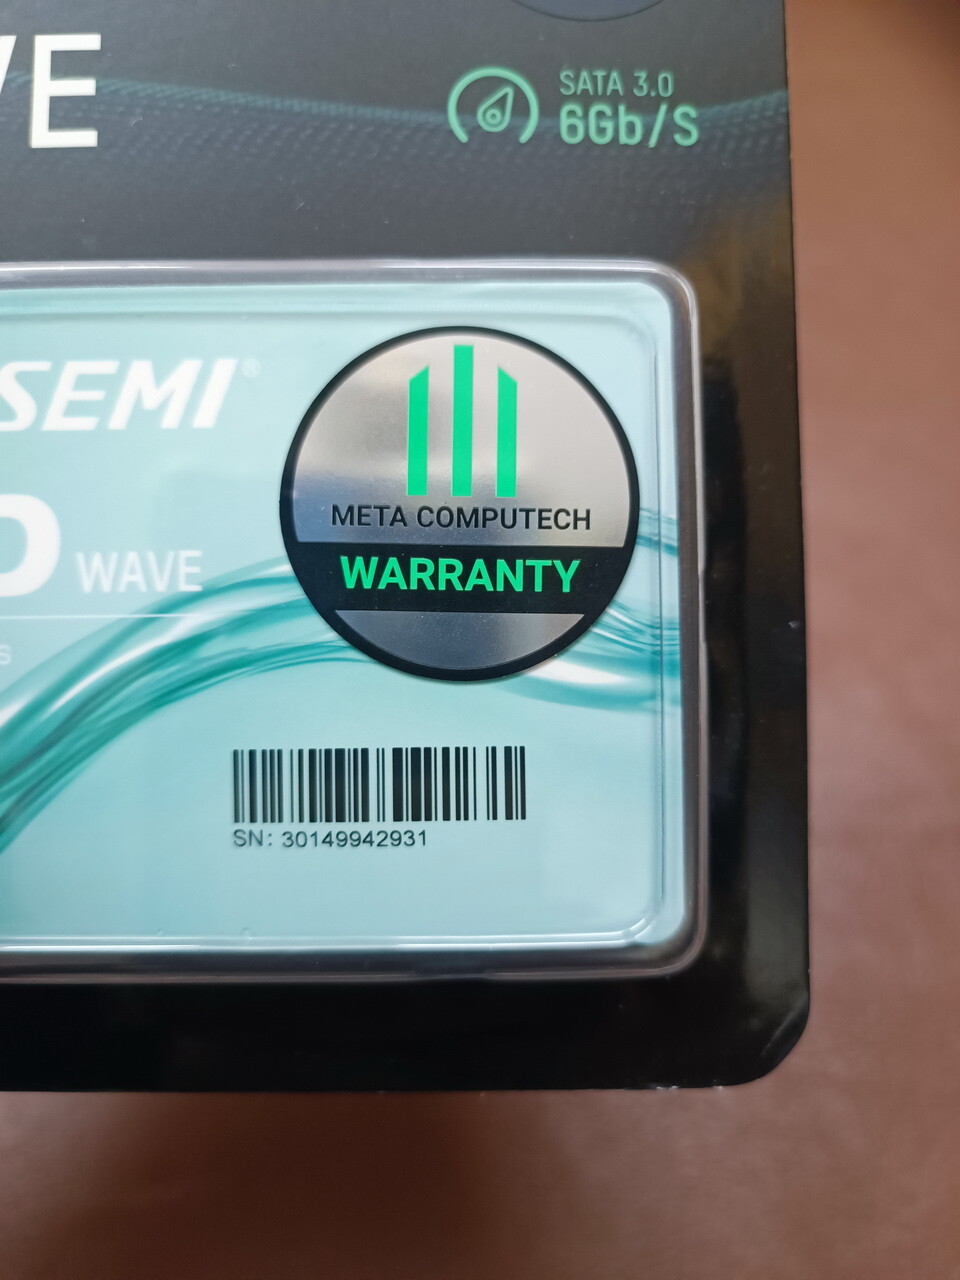 VE
SATA 3.0
6Gb/S
SEMI®
D WAVE
S
META COMPUTECH
WARRANTY
SN: 30149942931